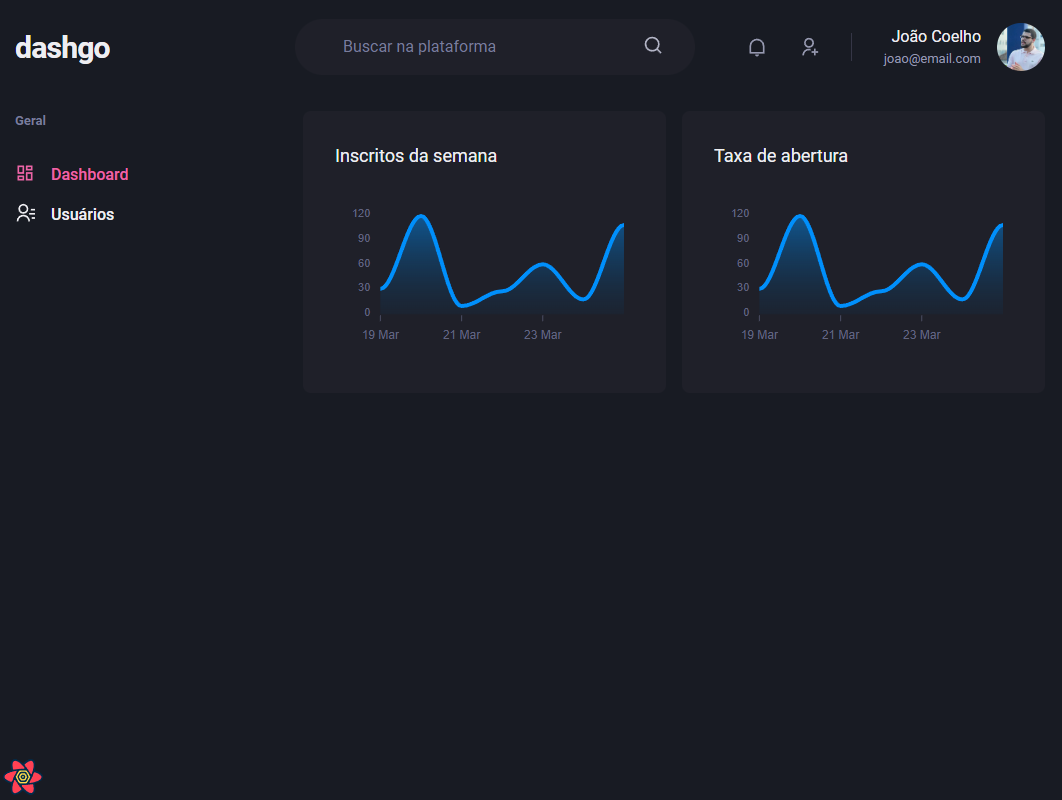 dashgo
Buscar na plataforma
João Coelho
joao@email.com
Geral
Dashboard
Usuários
Inscritos da semana
120
90
60
30
0
19 Mar 21 Mar 23 Mar
Taxa de abertura
120
90
60
30
0
19 Mar 21 Mar 23 Mar